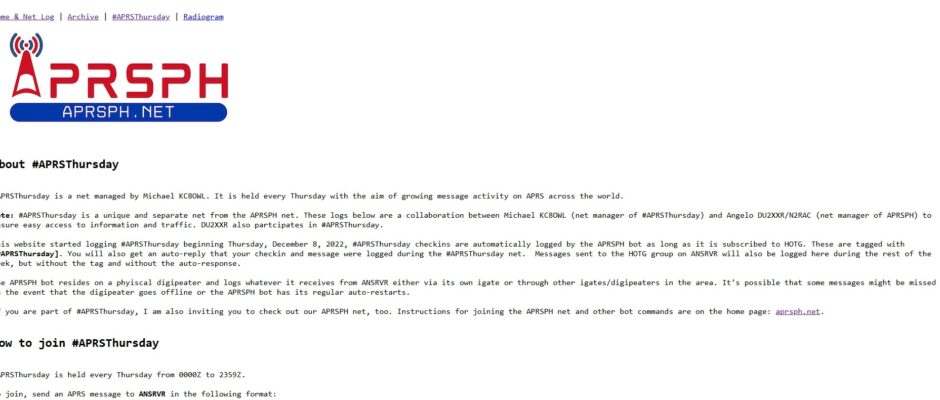 me & Net Log | Archive | #APRSThursday | Radiogram
APRSPH
APRSPH.NET
bout #APRSThursday
APRSThursday is a net managed by Michael KC8OWL. It is held every Thursday with the aim of growing message activity on APRS across the world.
ote: #APRSThursday is a unique and separate net from the APRSPH net. These logs below are a collaboration between Michael KC8OWL (net manager of #APRSThursday) and Angelo DU2XXR/N2RAC (net manager of APRSPH) to
sure easy access to information and traffic. DU2XXR also partcipates in #APRSThursday.
is website started logging #APRSThursday beginning Thursday, December 8, 2022, #APRSThursday checkins are automatically logged by the APRSPH bot as long as it is subscribed to HOTG. These are tagged with
#APRSThursday]. You will also get an auto-reply that your checkin and message were logged during the #APRSThursday net. Messages sent to the HOTG group on ANSRVR will also be logged here during the rest of the
ek, but without the tag and without the auto-response.
e APRSPH bot resides on a phyiscal digipeater and logs whatever it receives from ANSRVR either via its own igate or through other igates/digipeaters in the area. It's possible that some messages might be missed
the event that the digipeater goes offline or the APRSPH bot has its regular auto-restarts.
f you are part of #APRSThursday, I am also inviting you to check out our APRSPH net, too. Instructions for joining the APRSPH net and other bot commands are on the home page: aprsph.net.
ow to join #APRSThursday
APRSThursday is held every Thursday from 0000Z to 2359Z.
join, send an APRS message to ANSRVR in the following format: